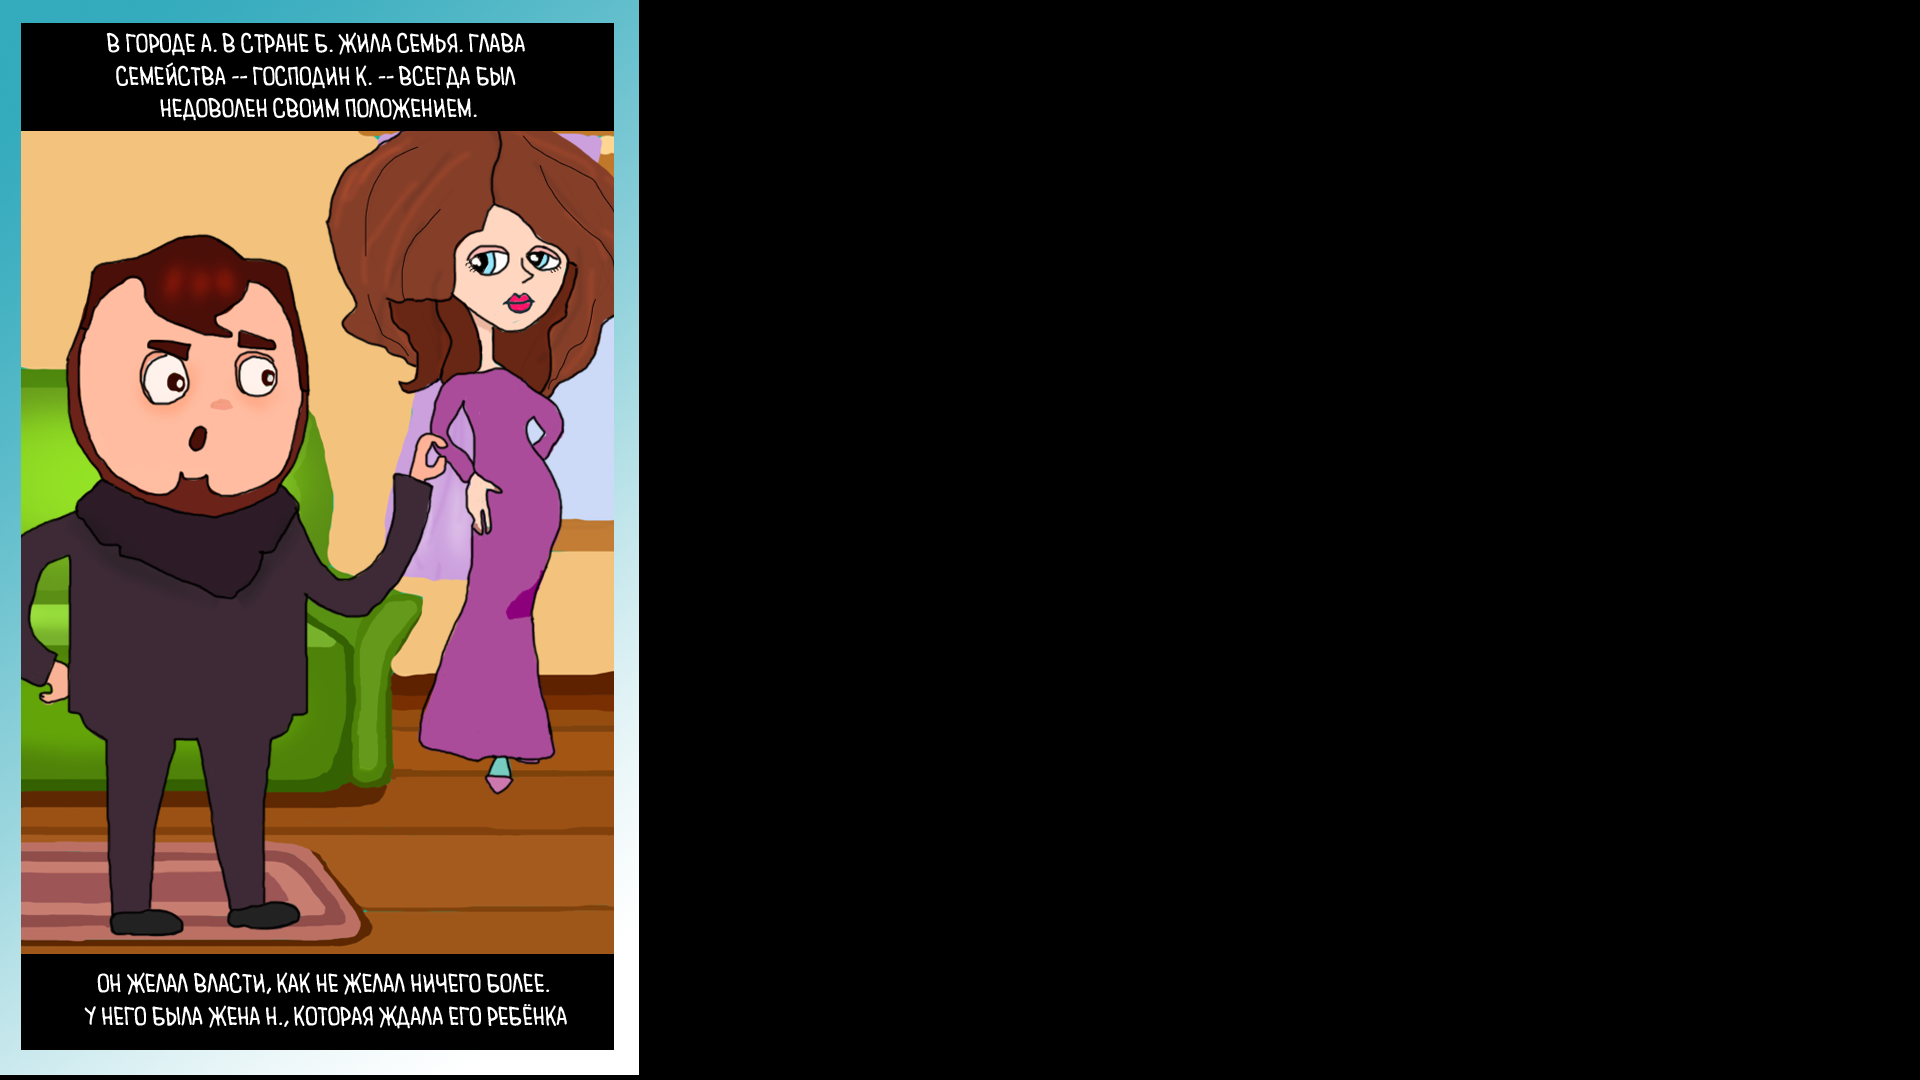 В ГОРОДЕ А. В СТРАНЕ Б. ЖИЛА СЕМЬЯ. ГЛАВА
СЕМЕЙСТВА -- ГОСПОДИН К. -- ВСЕГДА БЫЛ
НЕДОВОЛЕН СВОИМ ПОЛОЖЕНИЕМ.
ОН ЖЕЛАЛ ВЛАСТИ, КАК НЕ ЖЕЛАЛ НИЧЕГО БОЛЕЕ.
У НЕГО БЫЛА ЖЕНА Н., КОТОРАЯ ЖДАЛА ЕГО РЕБЁНКА